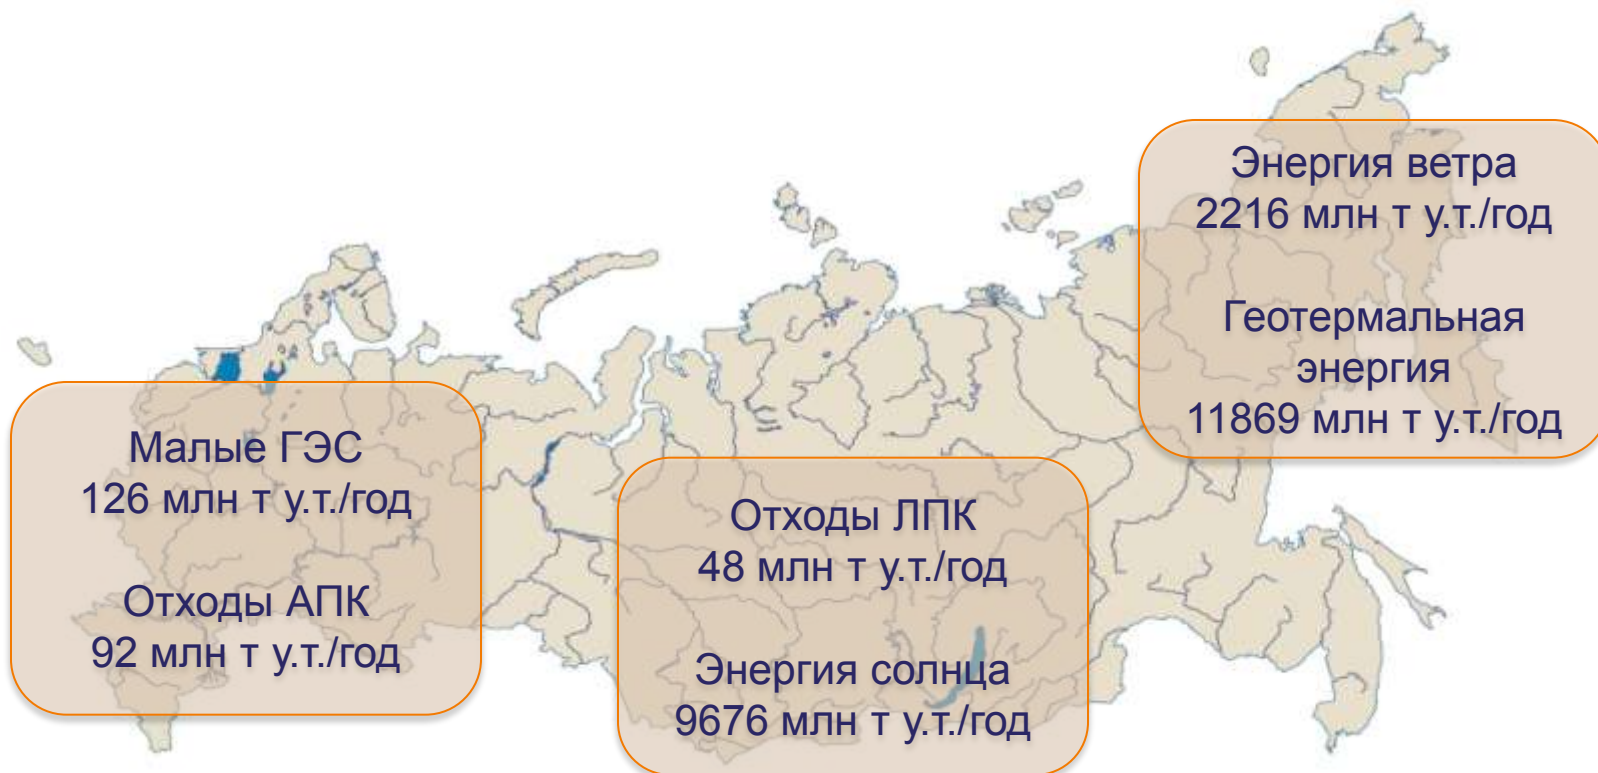 Энергия ветра
2216 млн т у.т./год
Геотермальная
энергия
11869 млн т у.т./год
Малые ГЭС
126 млн т у.т./год
Отходы АПК
92 млн т у.т./год
Отходы ЛПК
48 млн т у.т./год
Энергия солнца
9676 млн т у.т./год